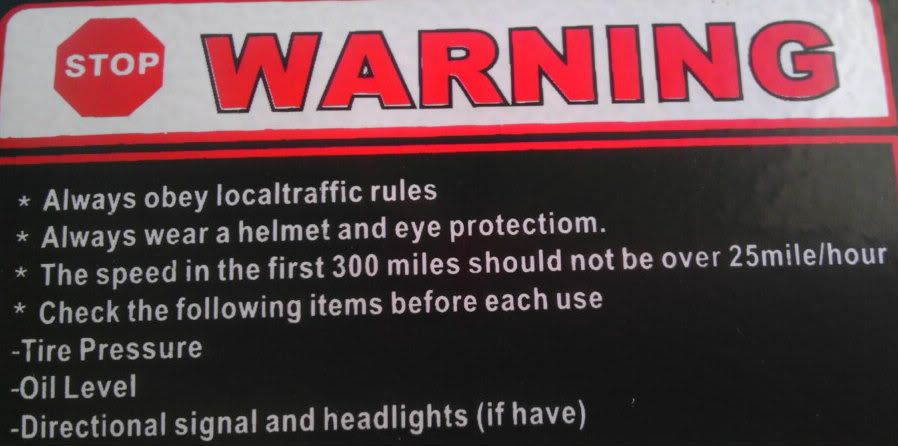 STOP WARNING
* Always obey localtraffic rules
* Always wear a helmet and eye protectiom.
* The speed in the first 300 miles should not be over 25mile/hour
* Check the following items before each use
-Tire Pressure
-Oil Level
-Directional signal and headlights (if have)